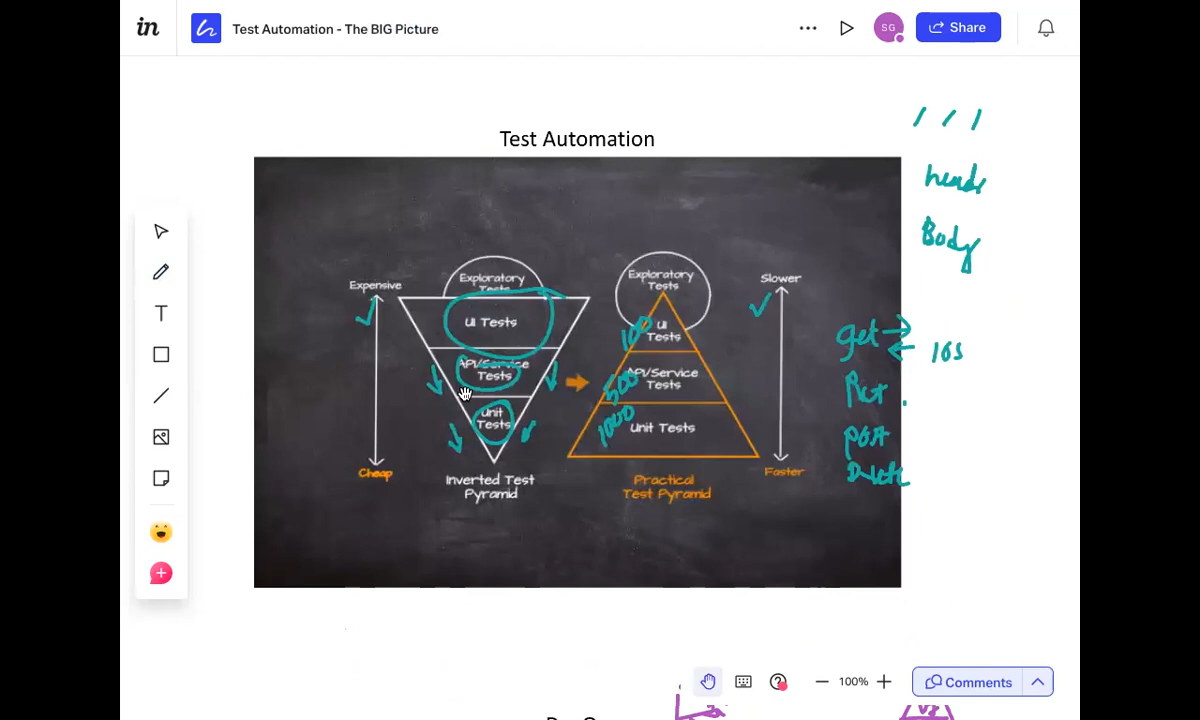 in
Test Automation - The BIG Picture
SG
Share
Test Automation
Body
Expensive
Exploratory
Tests
UI Tests
API/Service
Tests
Unit
Tests
Cheap
Inverted Test
Pyramid
Exploratory
Tests
UI
Tests
100
API/Service
Tests
500
Unit Tests
1000
Practical
Test Pyramid
Slower
Faster
get
10s
Put
post
T
100%
Comments